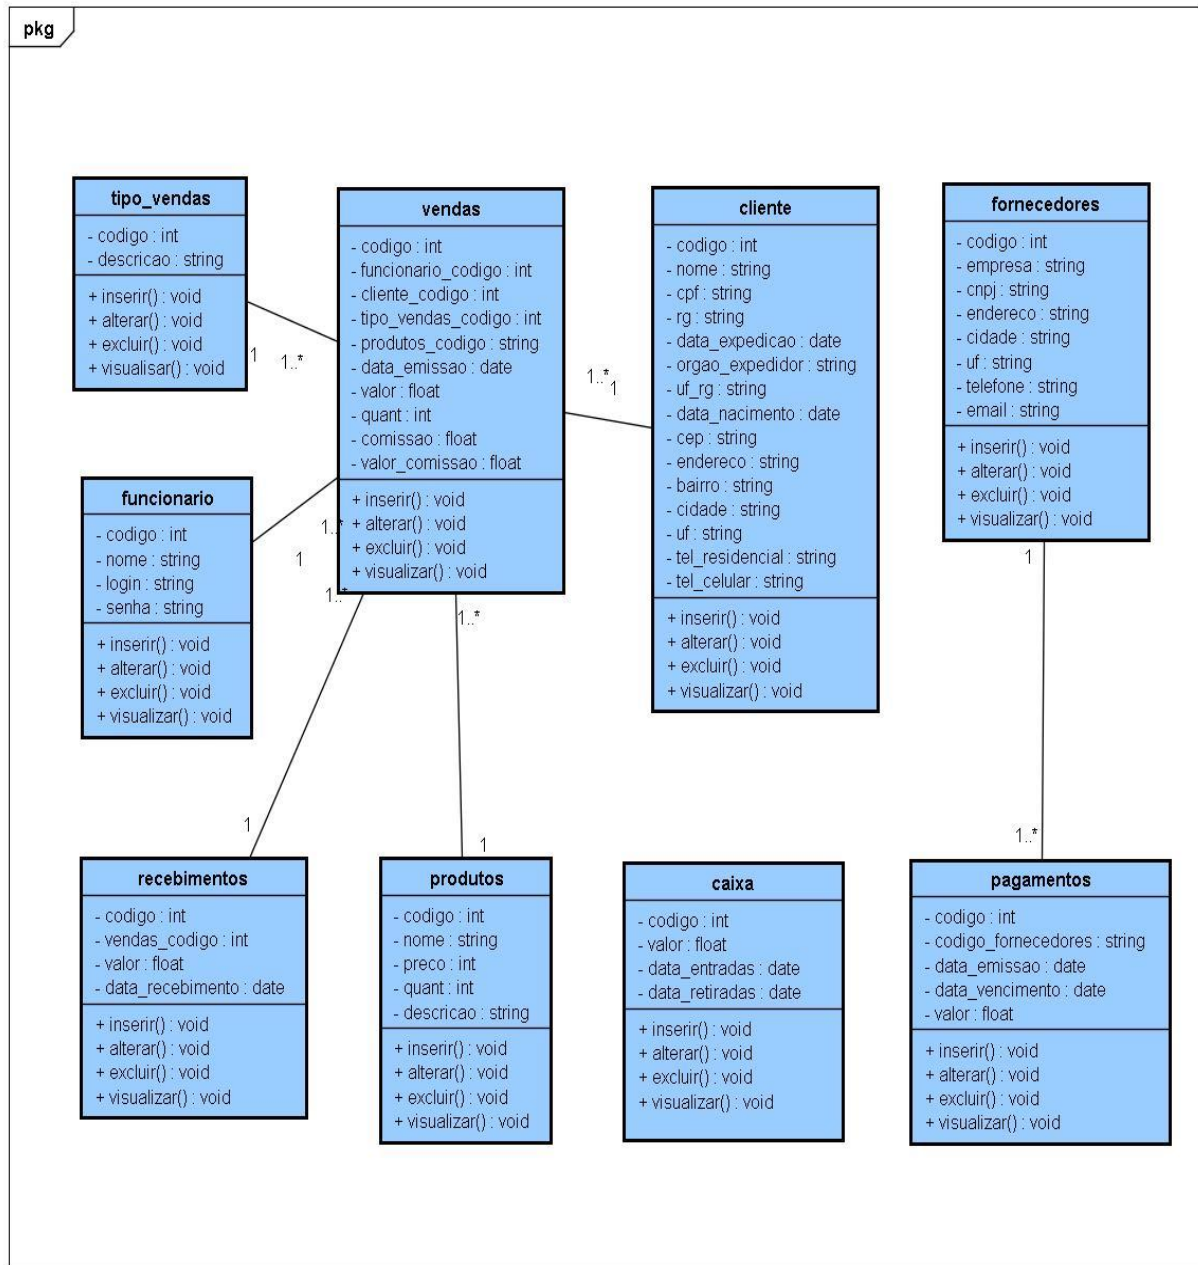 pkg
tipo_vendas
- codigo : int
- descricao : string
+ inserir() : void
+ alterar() : void
+ excluir() : void
+ visualisar() : void
1
1..*
vendas
- codigo : int
- funcionario_codigo : int
- cliente_codigo : int
- tipo_vendas_codigo : int
- produtos_codigo : string
- data_emissao : date
- valor : float
- quant : int
- comissao : float
- valor_comissao : float
+ inserir() : void
+ alterar() : void
+ excluir() : void
+ visualizar() : void
1..*
1
cliente
- codigo : int
- nome : string
- cpf : string
- rg : string
- data_expedicao : date
- orgao_expedidor : string
- uf_rg : string
- data_nacimento : date
- cep : string
- endereco : string
- bairro : string
- cidade : string
- uf : string
- tel_residencial : string
- tel_celular : string
+ inserir() : void
+ alterar() : void
+ excluir() : void
+ visualizar() : void
fornecedores
- codigo : int
- empresa : string
- cnpj : string
- endereco : string
- cidade : string
- uf : string
- telefone : string
- email : string
+ inserir() : void
+ alterar() : void
+ excluir() : void
+ visualizar() : void
1
funcionario
- codigo : int
- nome : string
- login : string
- senha : string
+ inserir() : void
+ alterar() : void
+ excluir() : void
+ visualizar() : void
1..*
1
1..*
1..*
1
1
1..*
recebimentos
- codigo : int
- vendas_codigo : int
- valor : float
- data_recebimento : date
+ inserir() : void
+ alterar() : void
+ excluir() : void
+ visualizar() : void
produtos
- codigo : int
- nome : string
- preco : int
- quant : int
- descricao : string
+ inserir() : void
+ alterar() : void
+ excluir() : void
+ visualizar() : void
caixa
- codigo : int
- valor : float
- data_entradas : date
- data_retiradas : date
+ inserir() : void
+ alterar() : void
+ excluir() : void
+ visualizar() : void
pagamentos
- codigo : int
- codigo_fornecedores : string
- data_emissao : date
- data_vencimento : date
- valor : float
+ inserir() : void
+ alterar() : void
+ excluir() : void
+ visualizar() : void